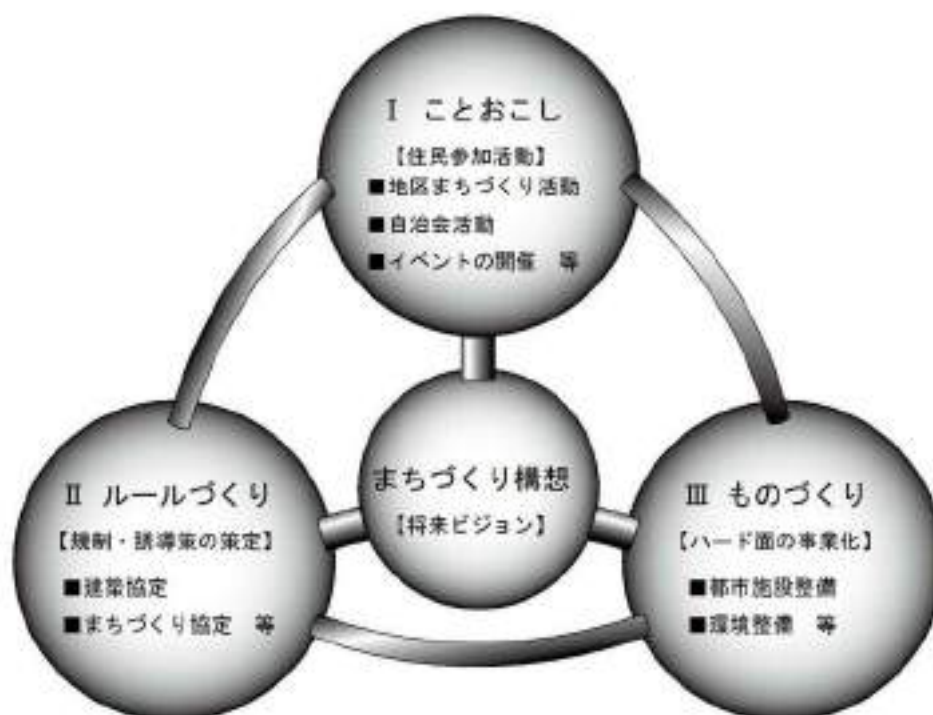 Ⅰ ことおこし
【住民参加活動】
■地区まちづくり活動
■自治会活動
■イベントの開催 等
まちづくり構想
【将来ビジョン】
Ⅱ ルールづくり
【規制・誘導策の策定】
■建築協定
■まちづくり協定 等
Ⅲ ものづくり
【ハード面の事業化】
■都市施設整備
■環境整備 等